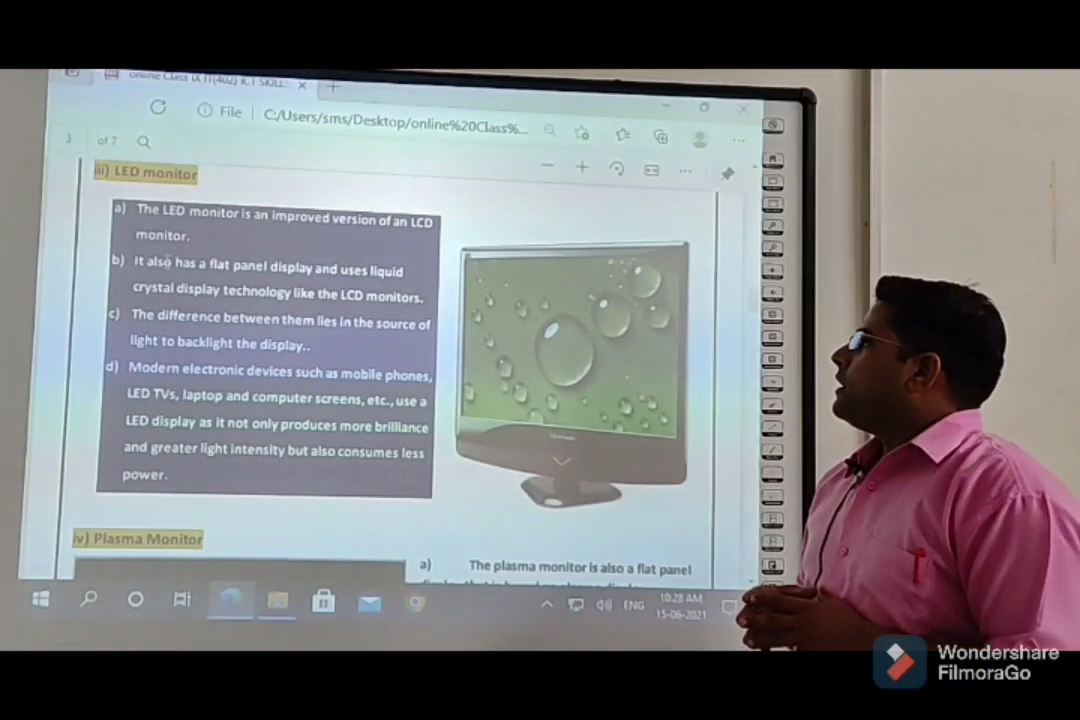 online Class IX IT(402) ICT SKILL
File
C:/Users/sms/Desktop/online%20Class%...
3 of 7
iii) LED monitor
a) The LED monitor is an improved version of an LCD
monitor.
b) It also has a flat panel display and uses liquid
crystal display technology like the LCD monitors.
c) The difference between them lies in the source of
light to backlight the display..
d) Modern electronic devices such as mobile phones,
LED TVs, laptop and computer screens, etc., use a
LED display as it not only produces more brilliance
and greater light intensity but also consumes less
power.
iv) Plasma Monitor
a) The plasma monitor is also a flat panel
ENG
10:28 AM
15-06-2021
Wondershare
FilmoraGo